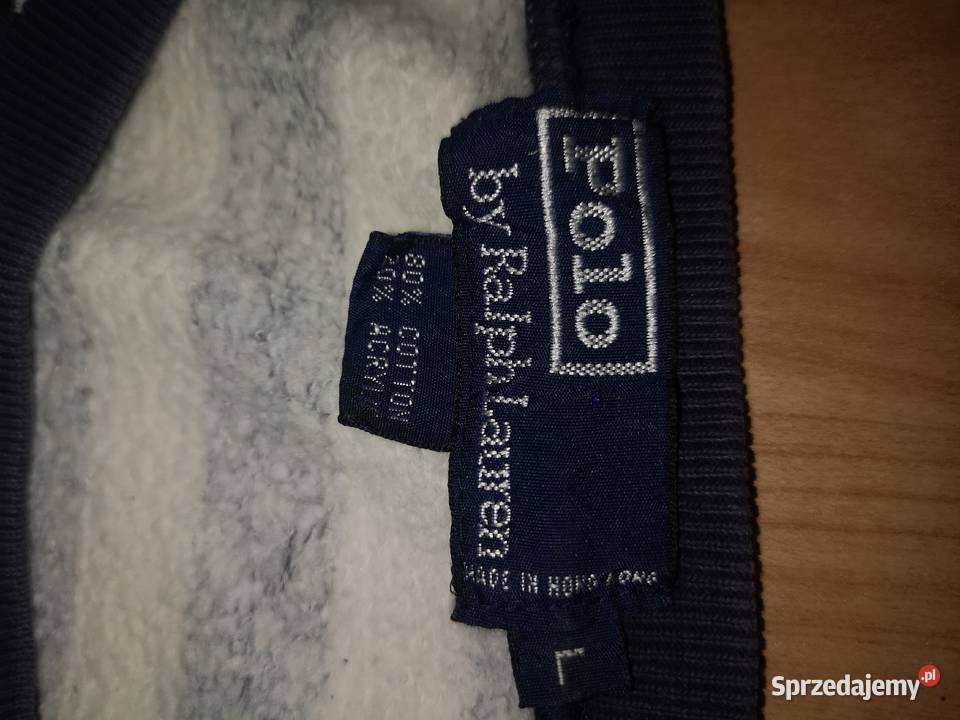 Polo
by Ralph Lauren
MADE IN HONG KONG
L
80% COTTON
20% ACRYLIC
Sprzedajemy.pl